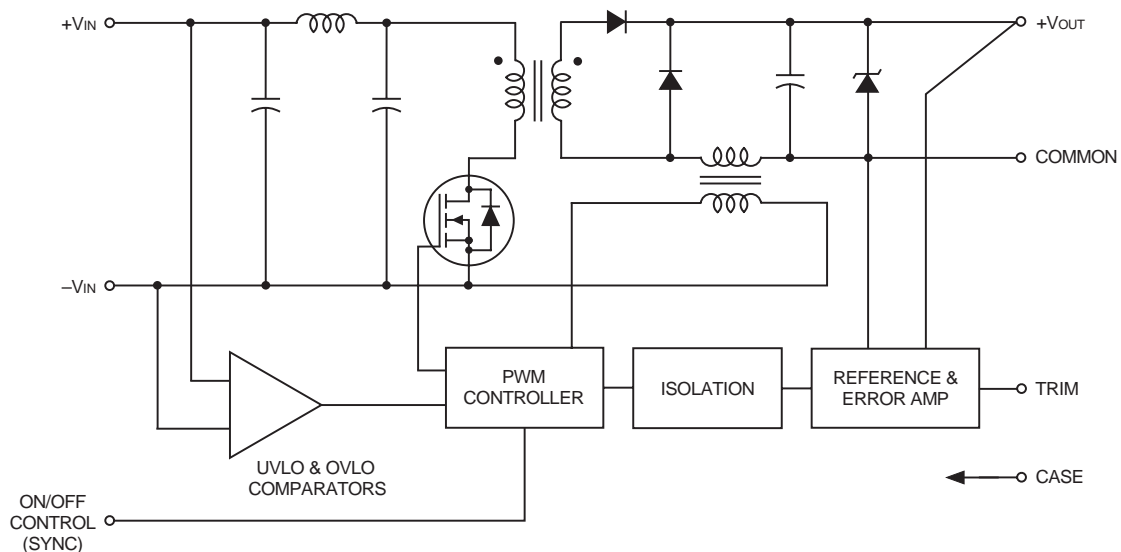 +VIN
+VOUT
COMMON
–VIN
PWM
CONTROLLER
ISOLATION
REFERENCE &
ERROR AMP
TRIM
UVLO & OVLO
COMPARATORS
CASE
ON/OFF
CONTROL
(SYNC)